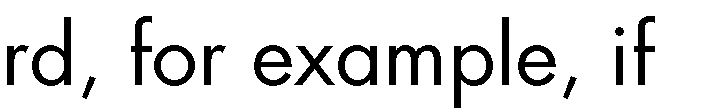 rd, for example, if